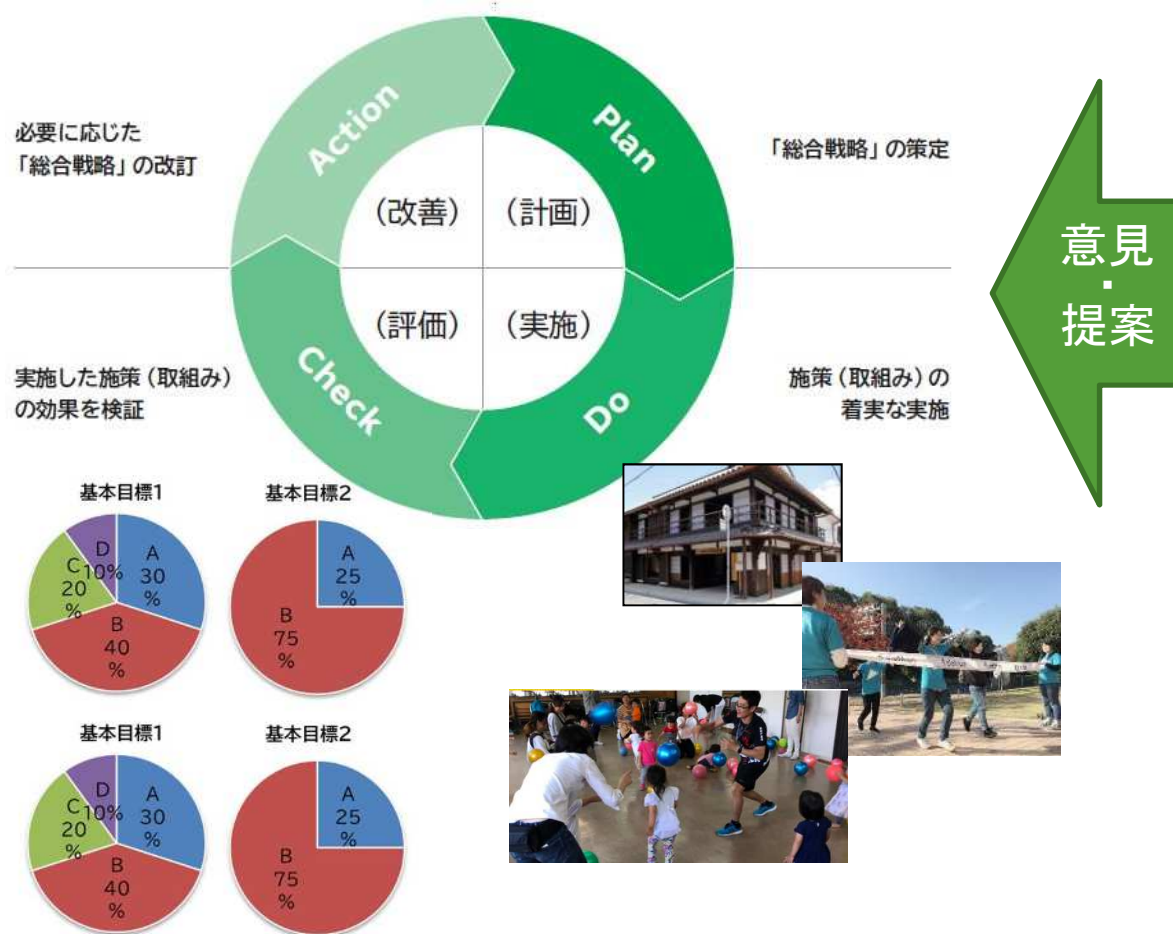 必要に応じた
「総合戦略」の改訂
Action
Plan
「総合戦略」の策定
(改善)
(計画)
(評価)
(実施)
実施した施策(取組み)
の効果を検証
Check
Do
施策(取組み)の
着実な実施
意見
・
提案
基本目標1
D
10%
A
30
%
C
20
%
B
40
%
基本目標2
A
25
%
B
75
%
基本目標1
D
10%
A
30
%
C
20
%
B
40
%
基本目標2
A
25
%
B
75
%